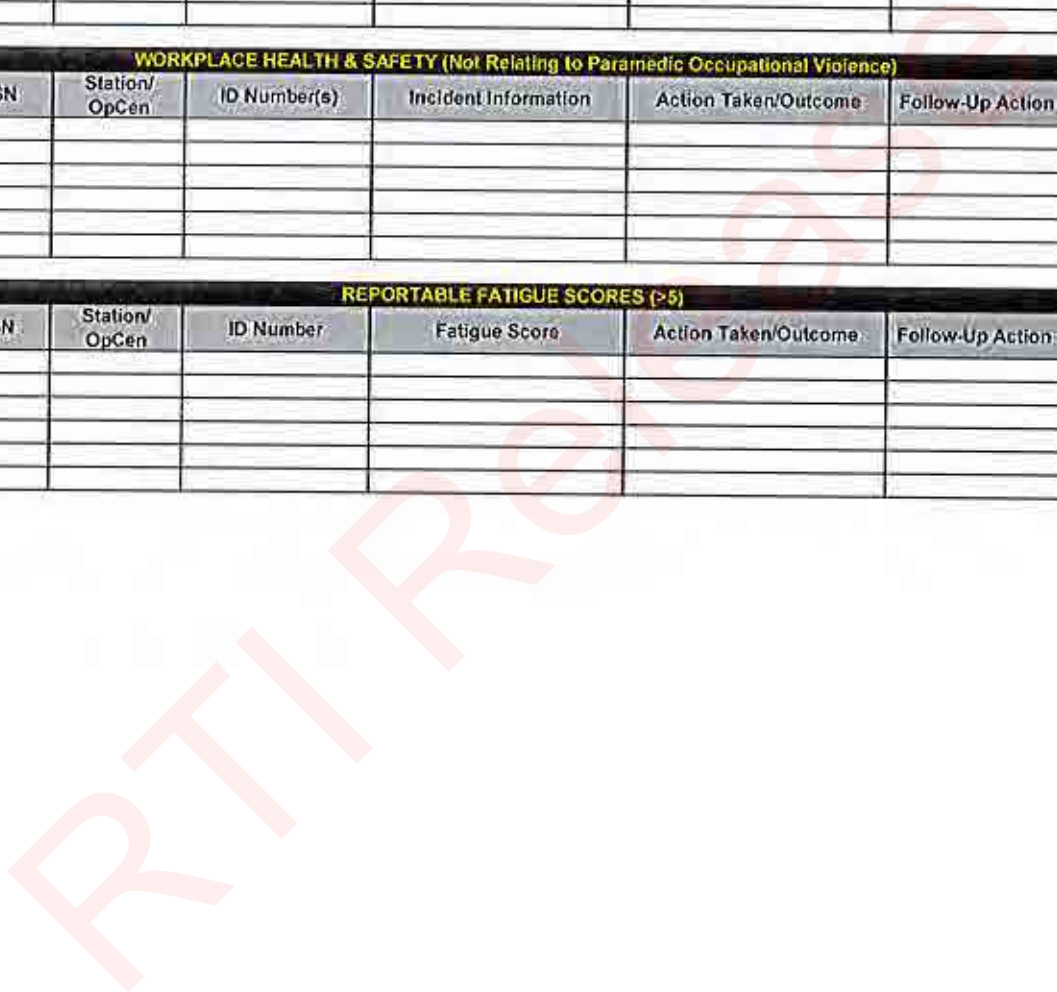 WORKPLACE HEALTH & SAFETY (Not Relating to Paramedic Occupational Violence)
SN Station/ OpCen ID Number(s) Incident Information Action Taken/Outcome Follow-Up Action
REPORTABLE FATIGUE SCORES (>5)
N Station/ OpCen ID Number Fatigue Score Action Taken/Outcome Follow-Up Action
RTI Release